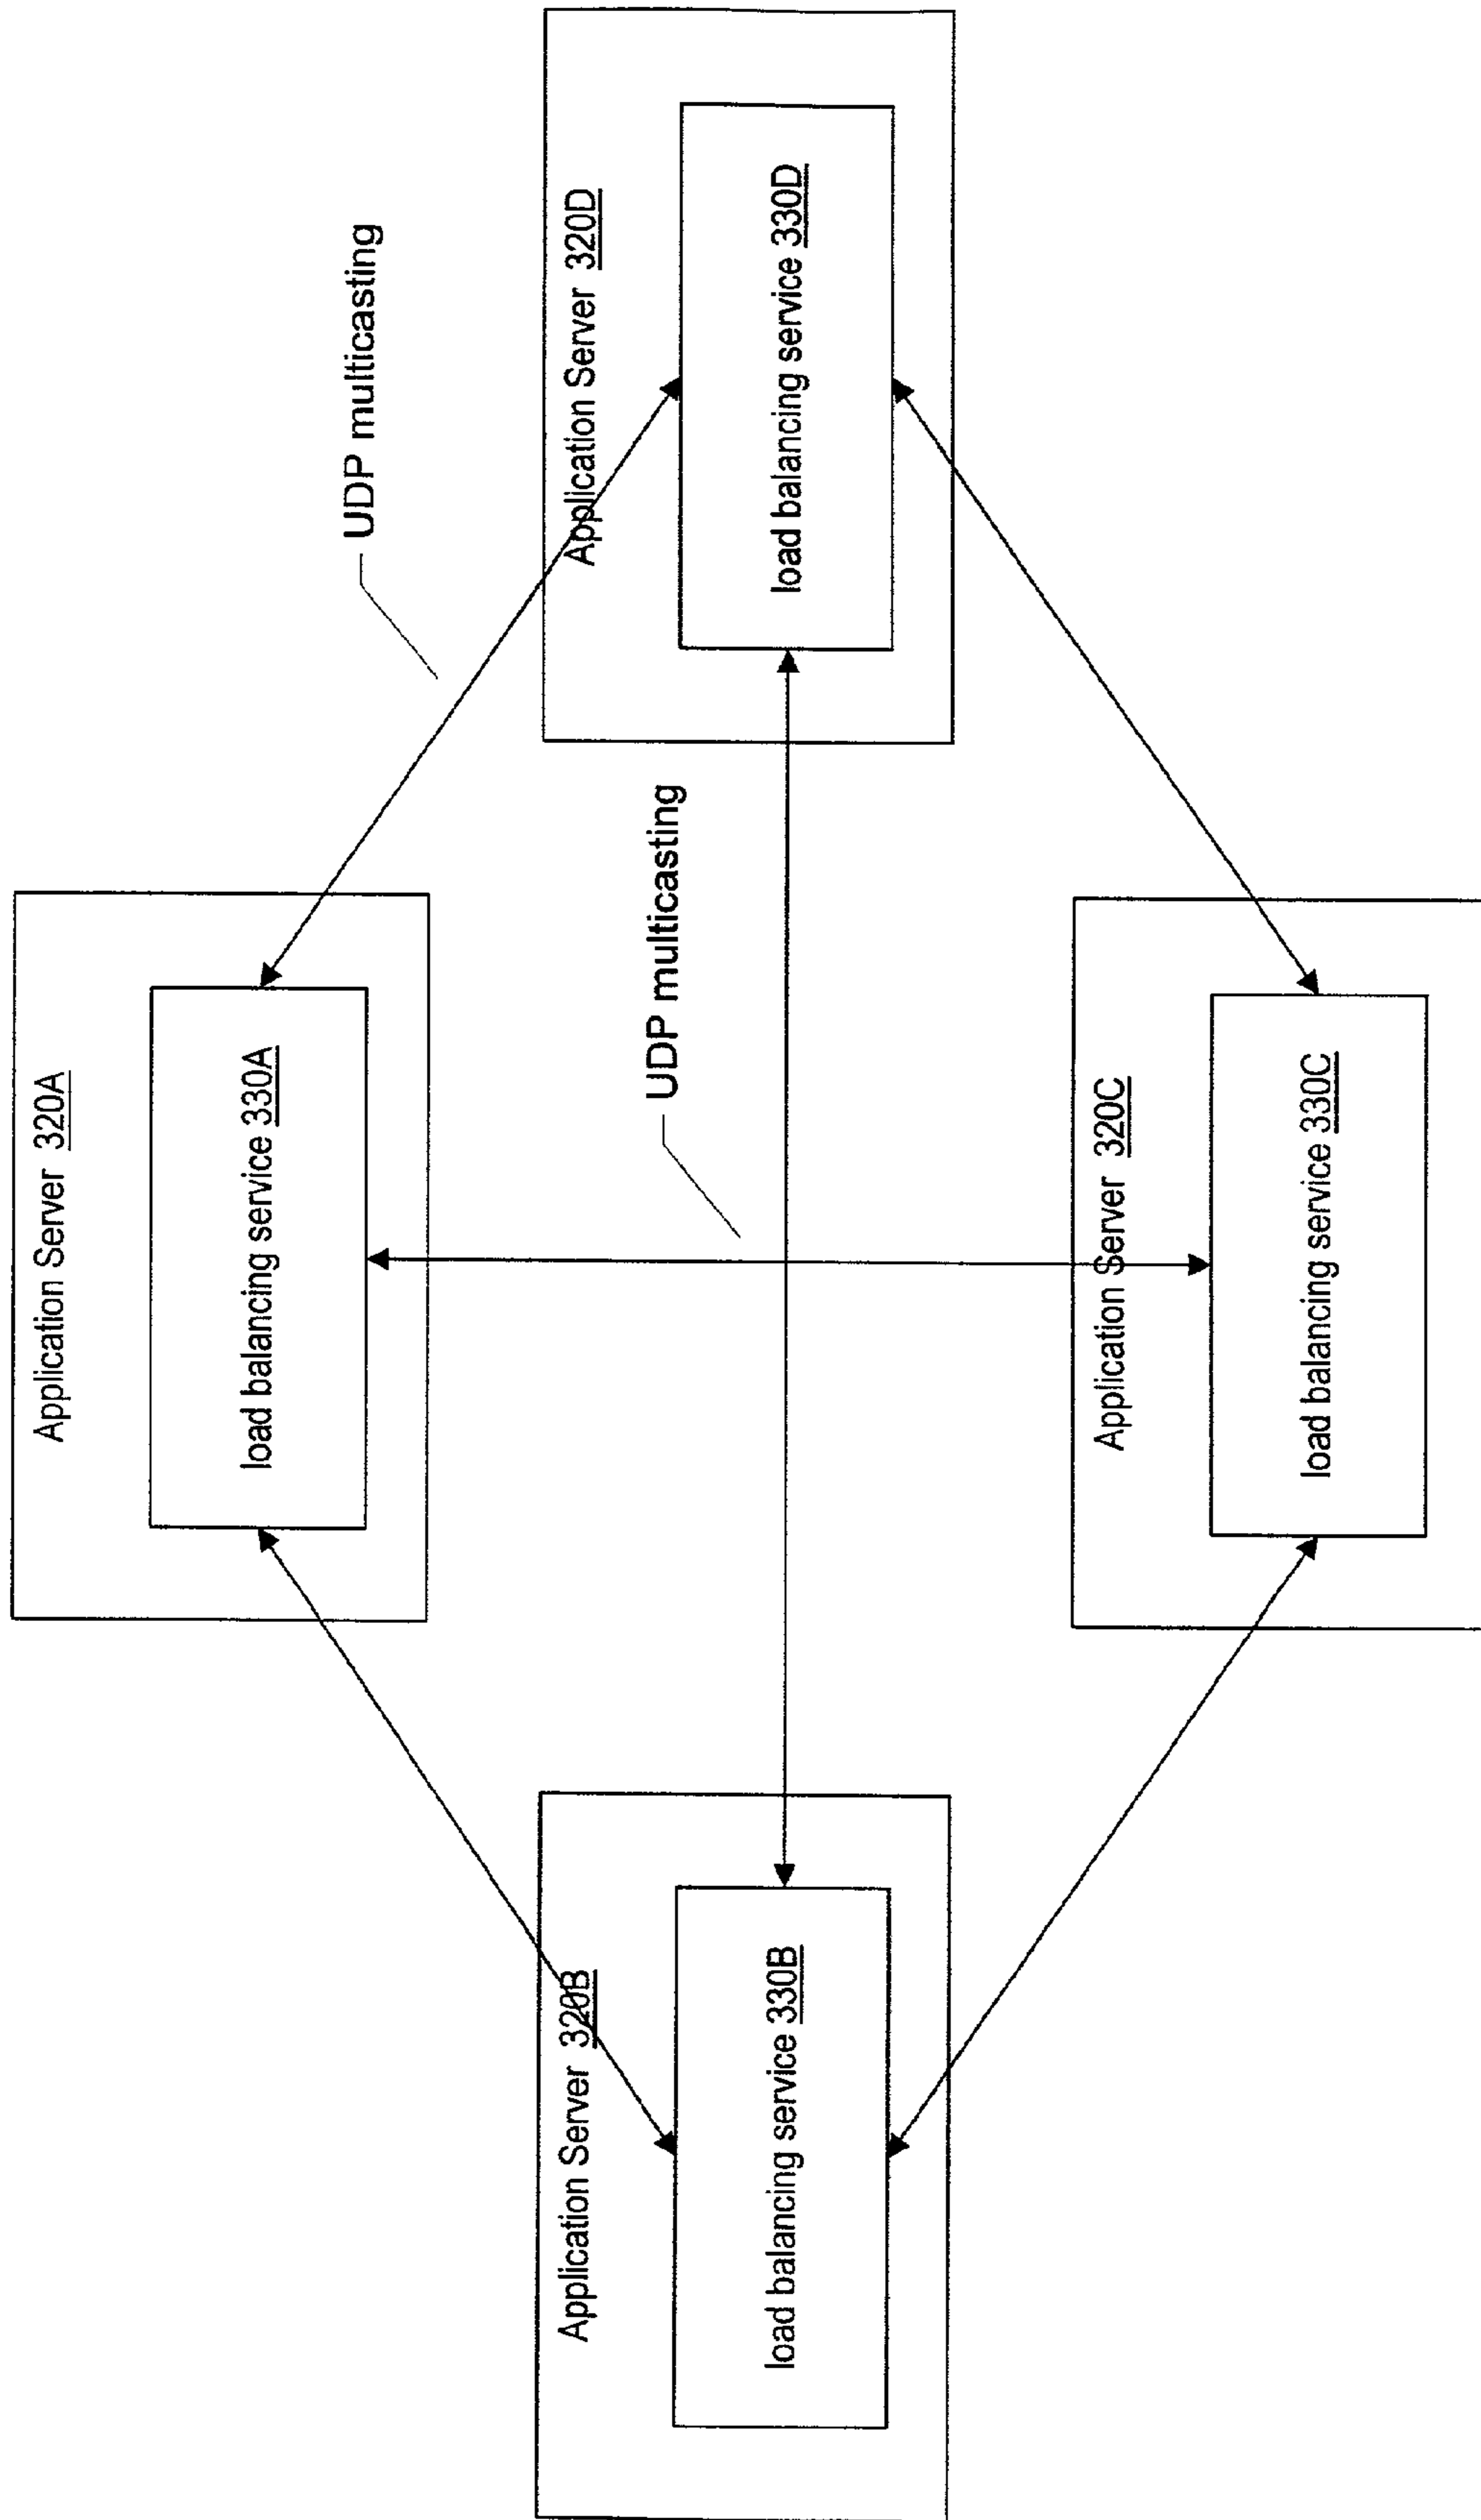 Application Server 320A
load balancing service 330A
UDP multicasting
Application Server 320B
load balancing service 330B
UDP multicasting
Application Server 320D
load balancing service 330D
Application Server 320C
load balancing service 330C